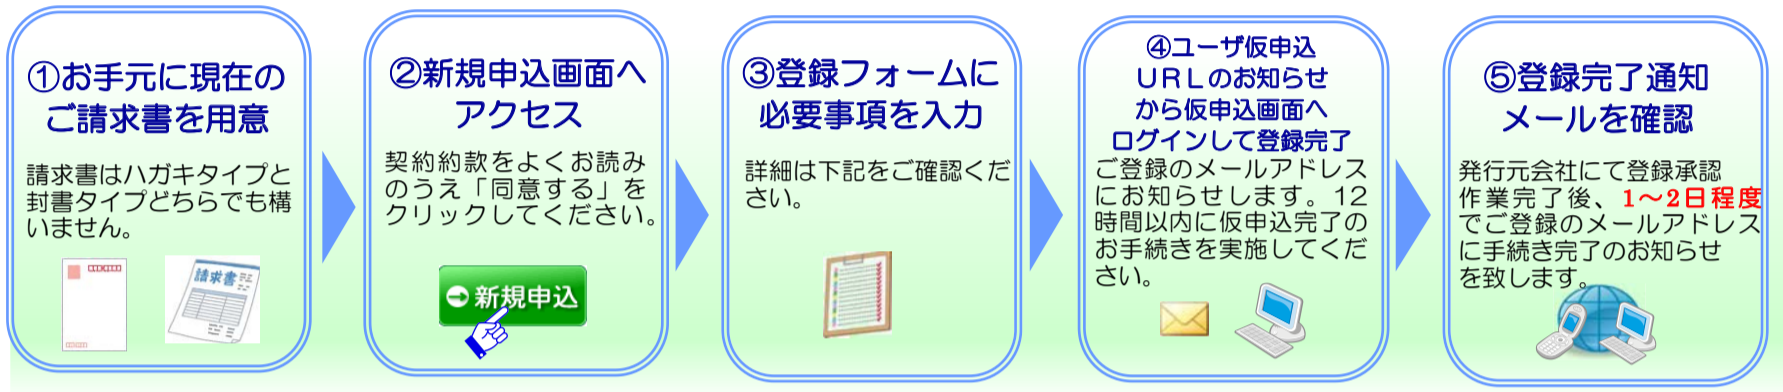 ①お手元に現在の
ご請求書を用意
請求書はハガキタイプと
封書タイプどちらでも構
いません。
請求書
②新規申込画面へ
アクセス
契約約款をよくお読み
のうえ「同意する」を
クリックしてください。
新規申込
③登録フォームに
必要事項を入力
詳細は下記をご確認くだ
さい。
④ユーザ仮申込
ＵＲＬのお知らせ
から仮申込画面へ
ログインして登録完了
ご登録のメールアドレス
にお知らせします。12
時間以内に仮申込完了の
お手続きを実施してくだ
さい。
⑤登録完了通知
メールを確認
発行元会社にて登録承認
作業完了後、1～2日程度
でご登録のメールアドレス
に手続き完了のお知らせ
を致します。